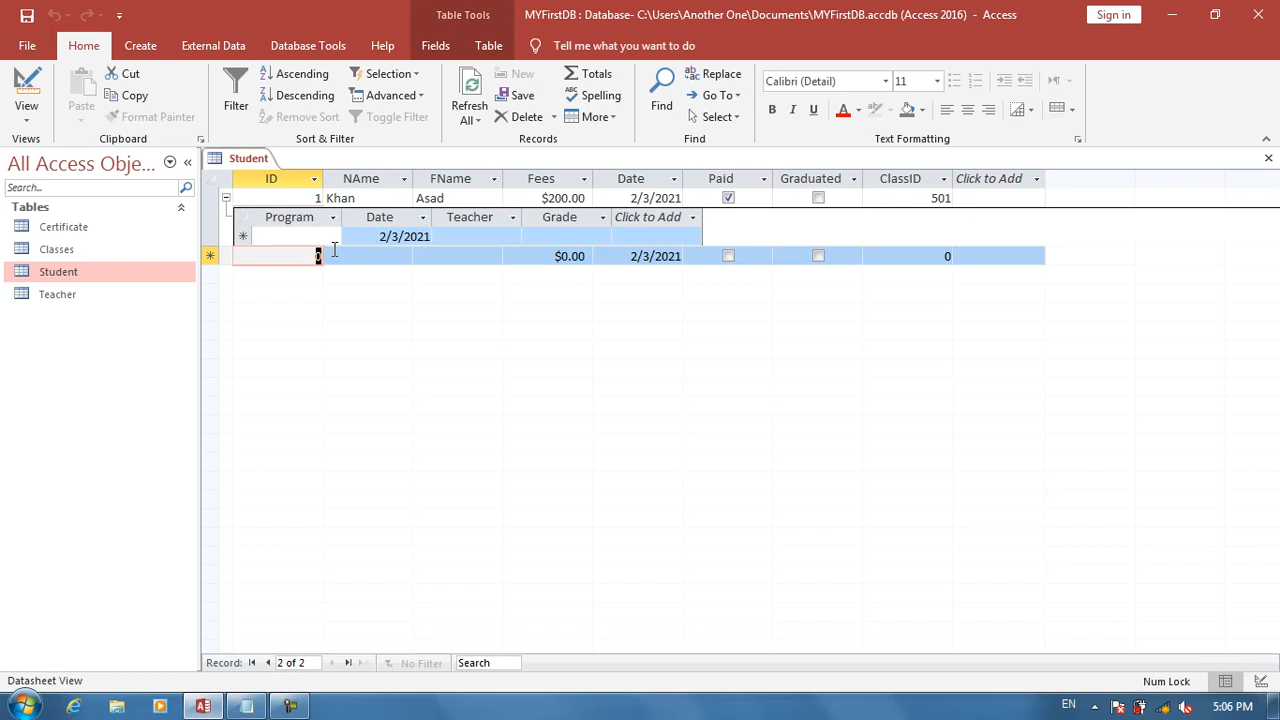 Table Tools
MYFirstDB : Database- C:\Users\Another One\Documents\MYFirstDB.accdb (Access 2016) - Access
Sign in
File Home Create External Data Database Tools Help Fields Table Tell me what you want to do
View
Views
Paste
Cut
Copy
Format Painter
Clipboard
Filter
Ascending
Descending
Remove Sort
Selection
Advanced
Toggle Filter
Sort & Filter
Refresh
All
New
Save
Delete
Totals
Spelling
More
Records
Find
Replace
Go To
Select
Find
Calibri (Detail) 11
B I U A
Text Formatting
All Access Obje...
Search...
Tables
Certificate
Classes
Student
Teacher
Student
ID NAme FName Fees Date Paid Graduated ClassID Click to Add
1 Khan Asad $200.00 2/3/2021 501
Program Date Teacher Grade Click to Add
2/3/2021
0 $0.00 2/3/2021 0
Record: 2 of 2 No Filter Search
Datasheet View
Num Lock
EN
5:06 PM